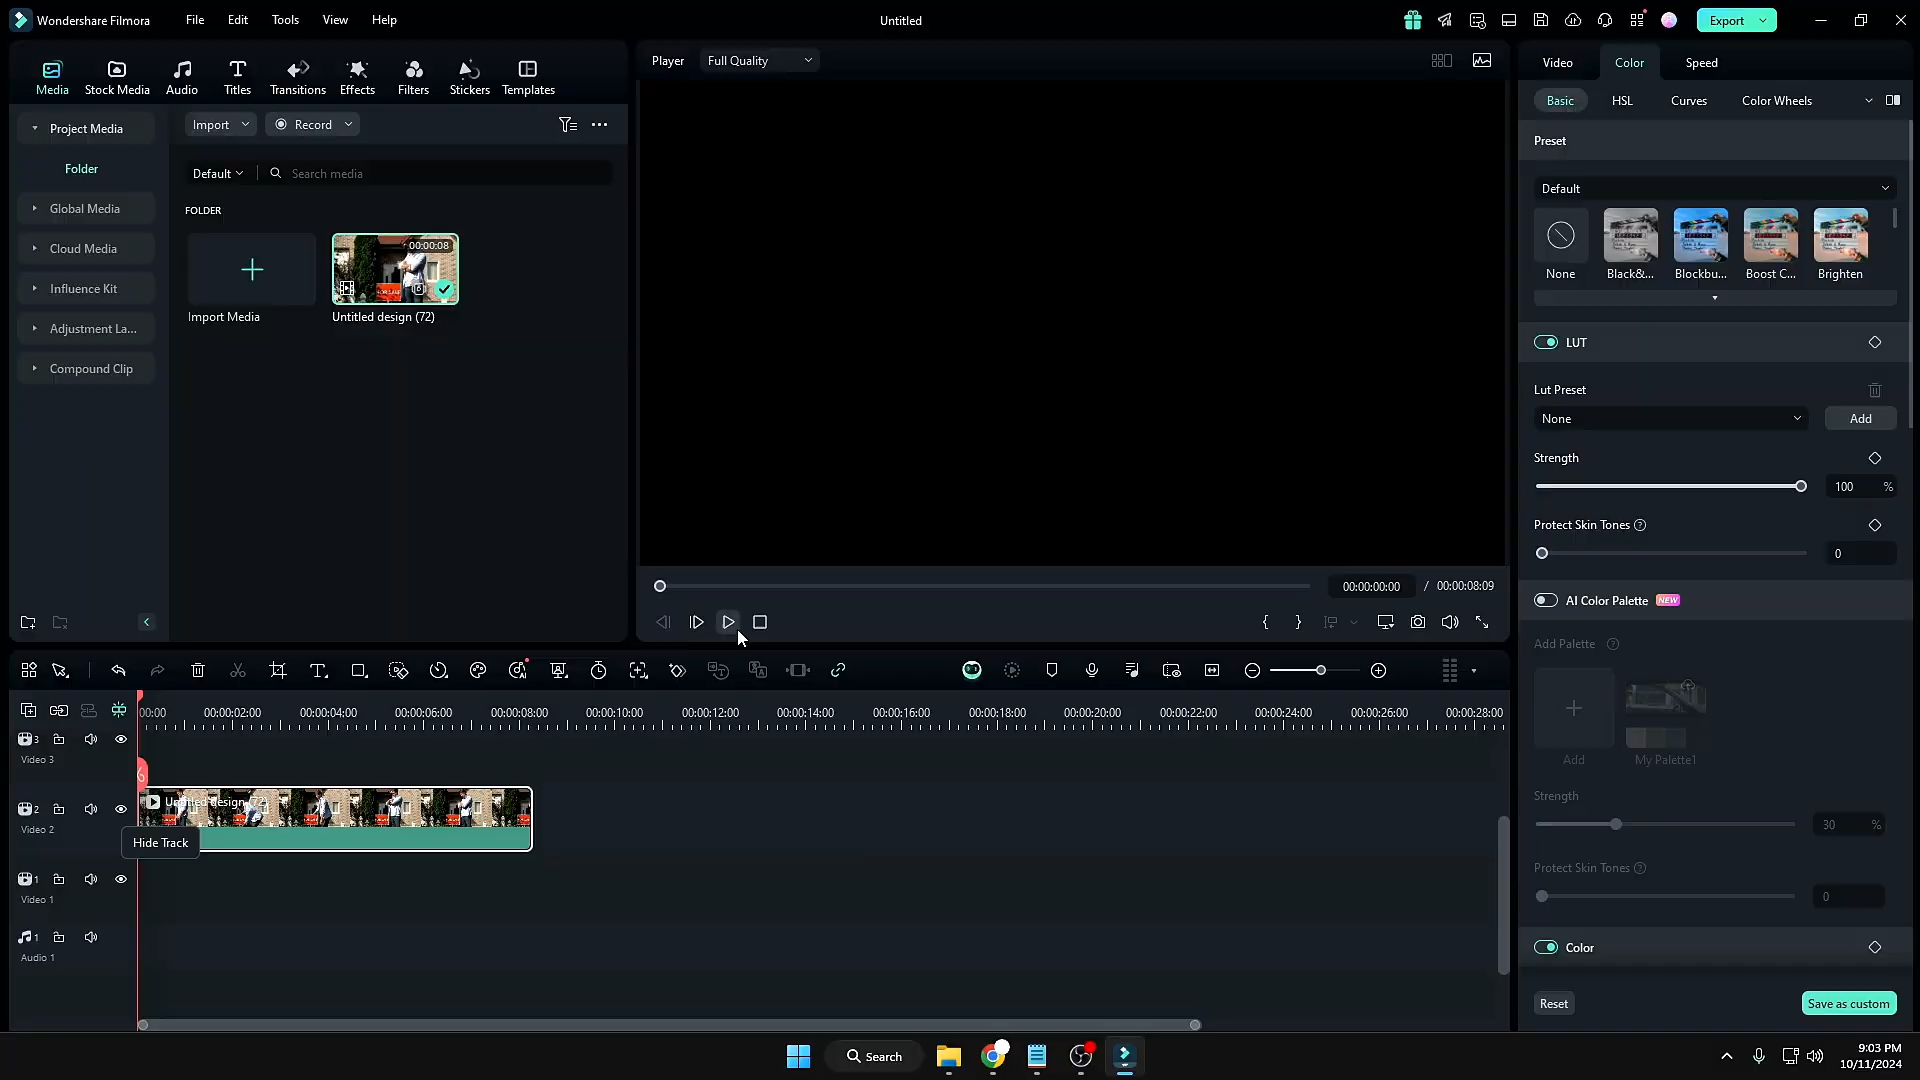 Wondershare Filmora
File
Edit
Tools
View
Help
Untitled
Export
Media
Stock Media
Audio
Titles
Transitions
Effects
Filters
Stickers
Templates
Project Media
Folder
Global Media
Cloud Media
Influence Kit
Adjustment La...
Compound Clip
Import
Record
Default
Search media
FOLDER
00:00:08
Import Media
Untitled design (72)
Player
Full Quality
00:00:00:00 / 00:00:08:09
Video
Color
Speed
Basic
HSL
Curves
Color Wheels
Preset
Default
None
Black&...
Blockbu...
Boost C...
Brighten
LUT
Lut Preset
None
Add
Strength
100 %
Protect Skin Tones
0
AI Color Palette NEW
Add Palette
Add
My Palette1
Strength
30 %
Protect Skin Tones
0
Color
Reset
Save as custom
00:00
00:00:02:00
00:00:04:00
00:00:06:00
00:00:08:00
00:00:10:00
00:00:12:00
00:00:14:00
00:00:16:00
00:00:18:00
00:00:20:00
00:00:22:00
00:00:24:00
00:00:26:00
00:00:28:00
3
Video 3
2
Video 2
Untitled design (72)
Hide Track
1
Video 1
1
Audio 1
Search
9:03 PM
10/11/2024